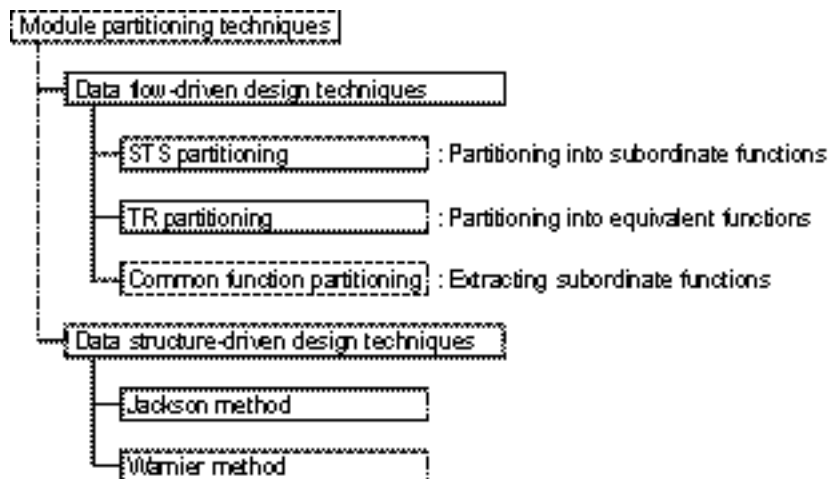 Module partitioning techniques
Data flow-driven design techniques
STS partitioning : Partitioning into subordinate functions
TR partitioning : Partitioning into equivalent functions
Common function partitioning : Extracting subordinate functions
Data structure-driven design techniques
Jackson method
Warnier method